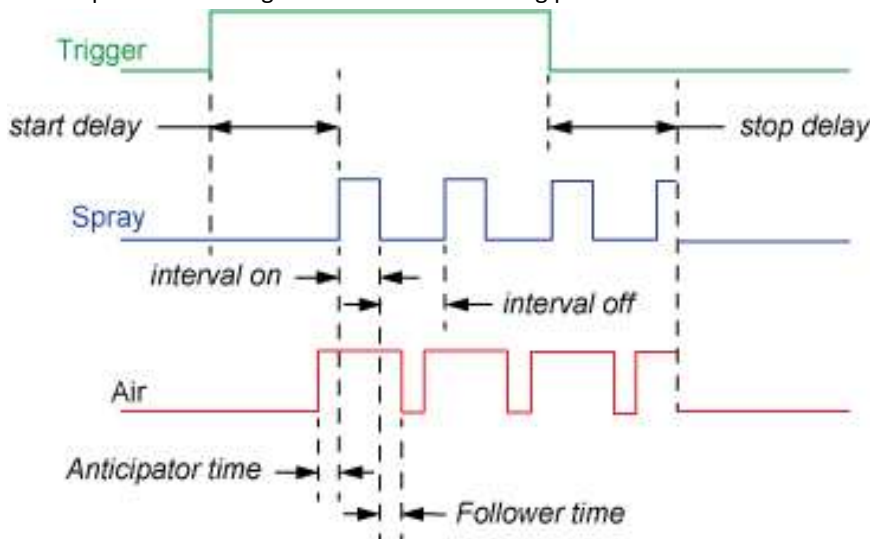 Trigger
start delay
stop delay
Spray
interval on
interval off
Air
Anticipator time
Follower time